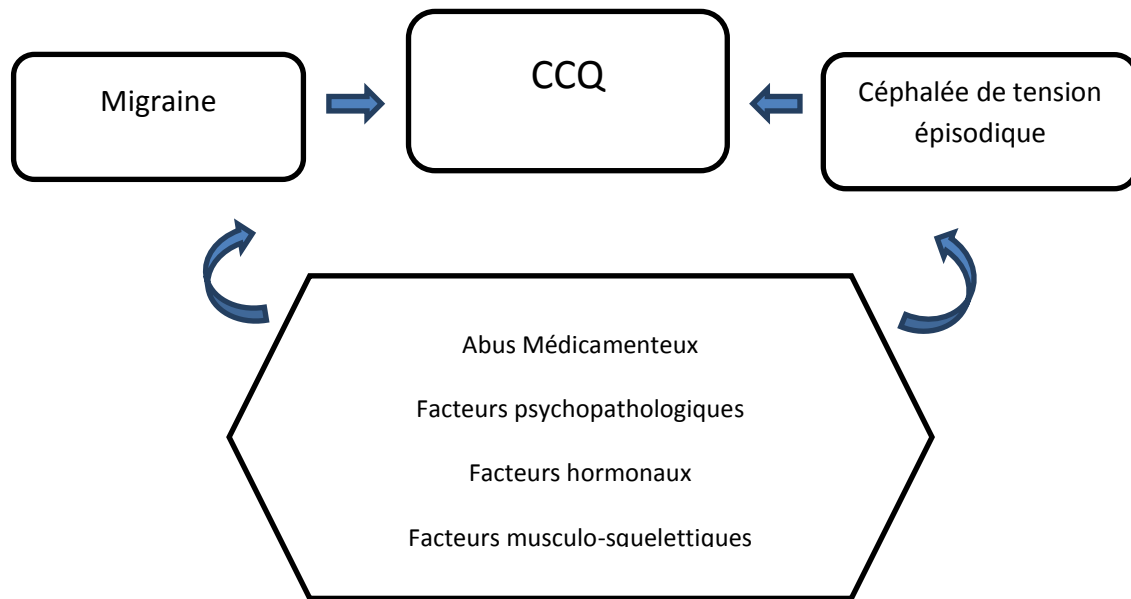 Migraine
CCQ
Céphalée de tension
épisodique
Abus Médicamenteux
Facteurs psychopathologiques
Facteurs hormonaux
Facteurs musculo-squelettiques